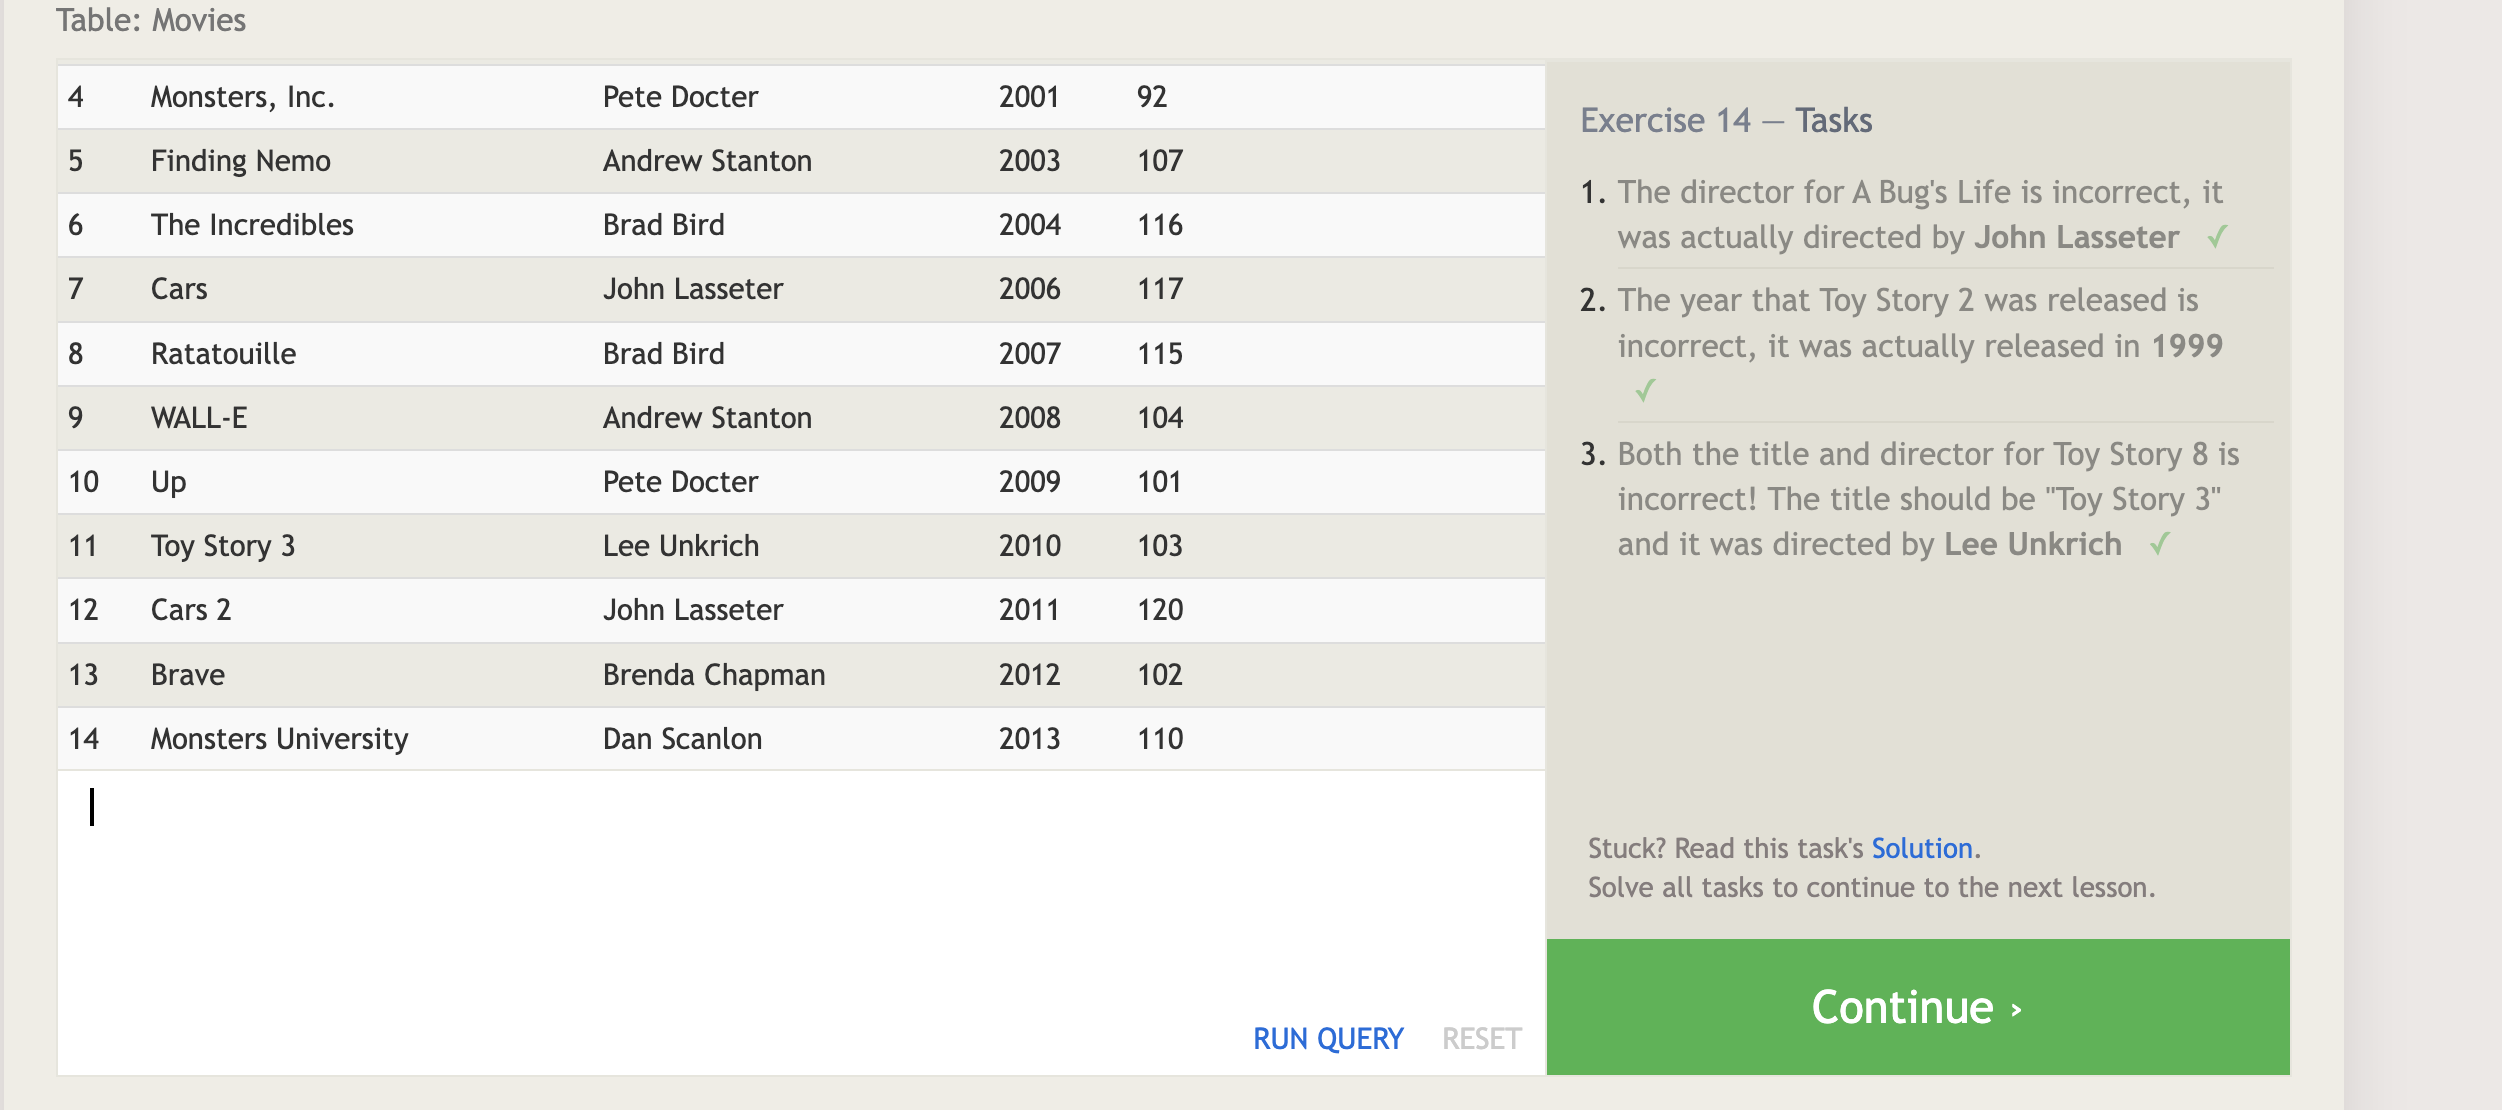 Table: Movies
4 Monsters, Inc. Pete Docter 2001 92
5 Finding Nemo Andrew Stanton 2003 107
6 The Incredibles Brad Bird 2004 116
7 Cars John Lasseter 2006 117
8 Ratatouille Brad Bird 2007 115
9 WALL-E Andrew Stanton 2008 104
10 Up Pete Docter 2009 101
11 Toy Story 3 Lee Unkrich 2010 103
12 Cars 2 John Lasseter 2011 120
13 Brave Brenda Chapman 2012 102
14 Monsters University Dan Scanlon 2013 110
RUN QUERY RESET
Exercise 14 — Tasks
1. The director for A Bug's Life is incorrect, it
was actually directed by John Lasseter ✓
2. The year that Toy Story 2 was released is
incorrect, it was actually released in 1999
✓
3. Both the title and director for Toy Story 8 is
incorrect! The title should be "Toy Story 3"
and it was directed by Lee Unkrich ✓
Stuck? Read this task's Solution.
Solve all tasks to continue to the next lesson.
Continue ›